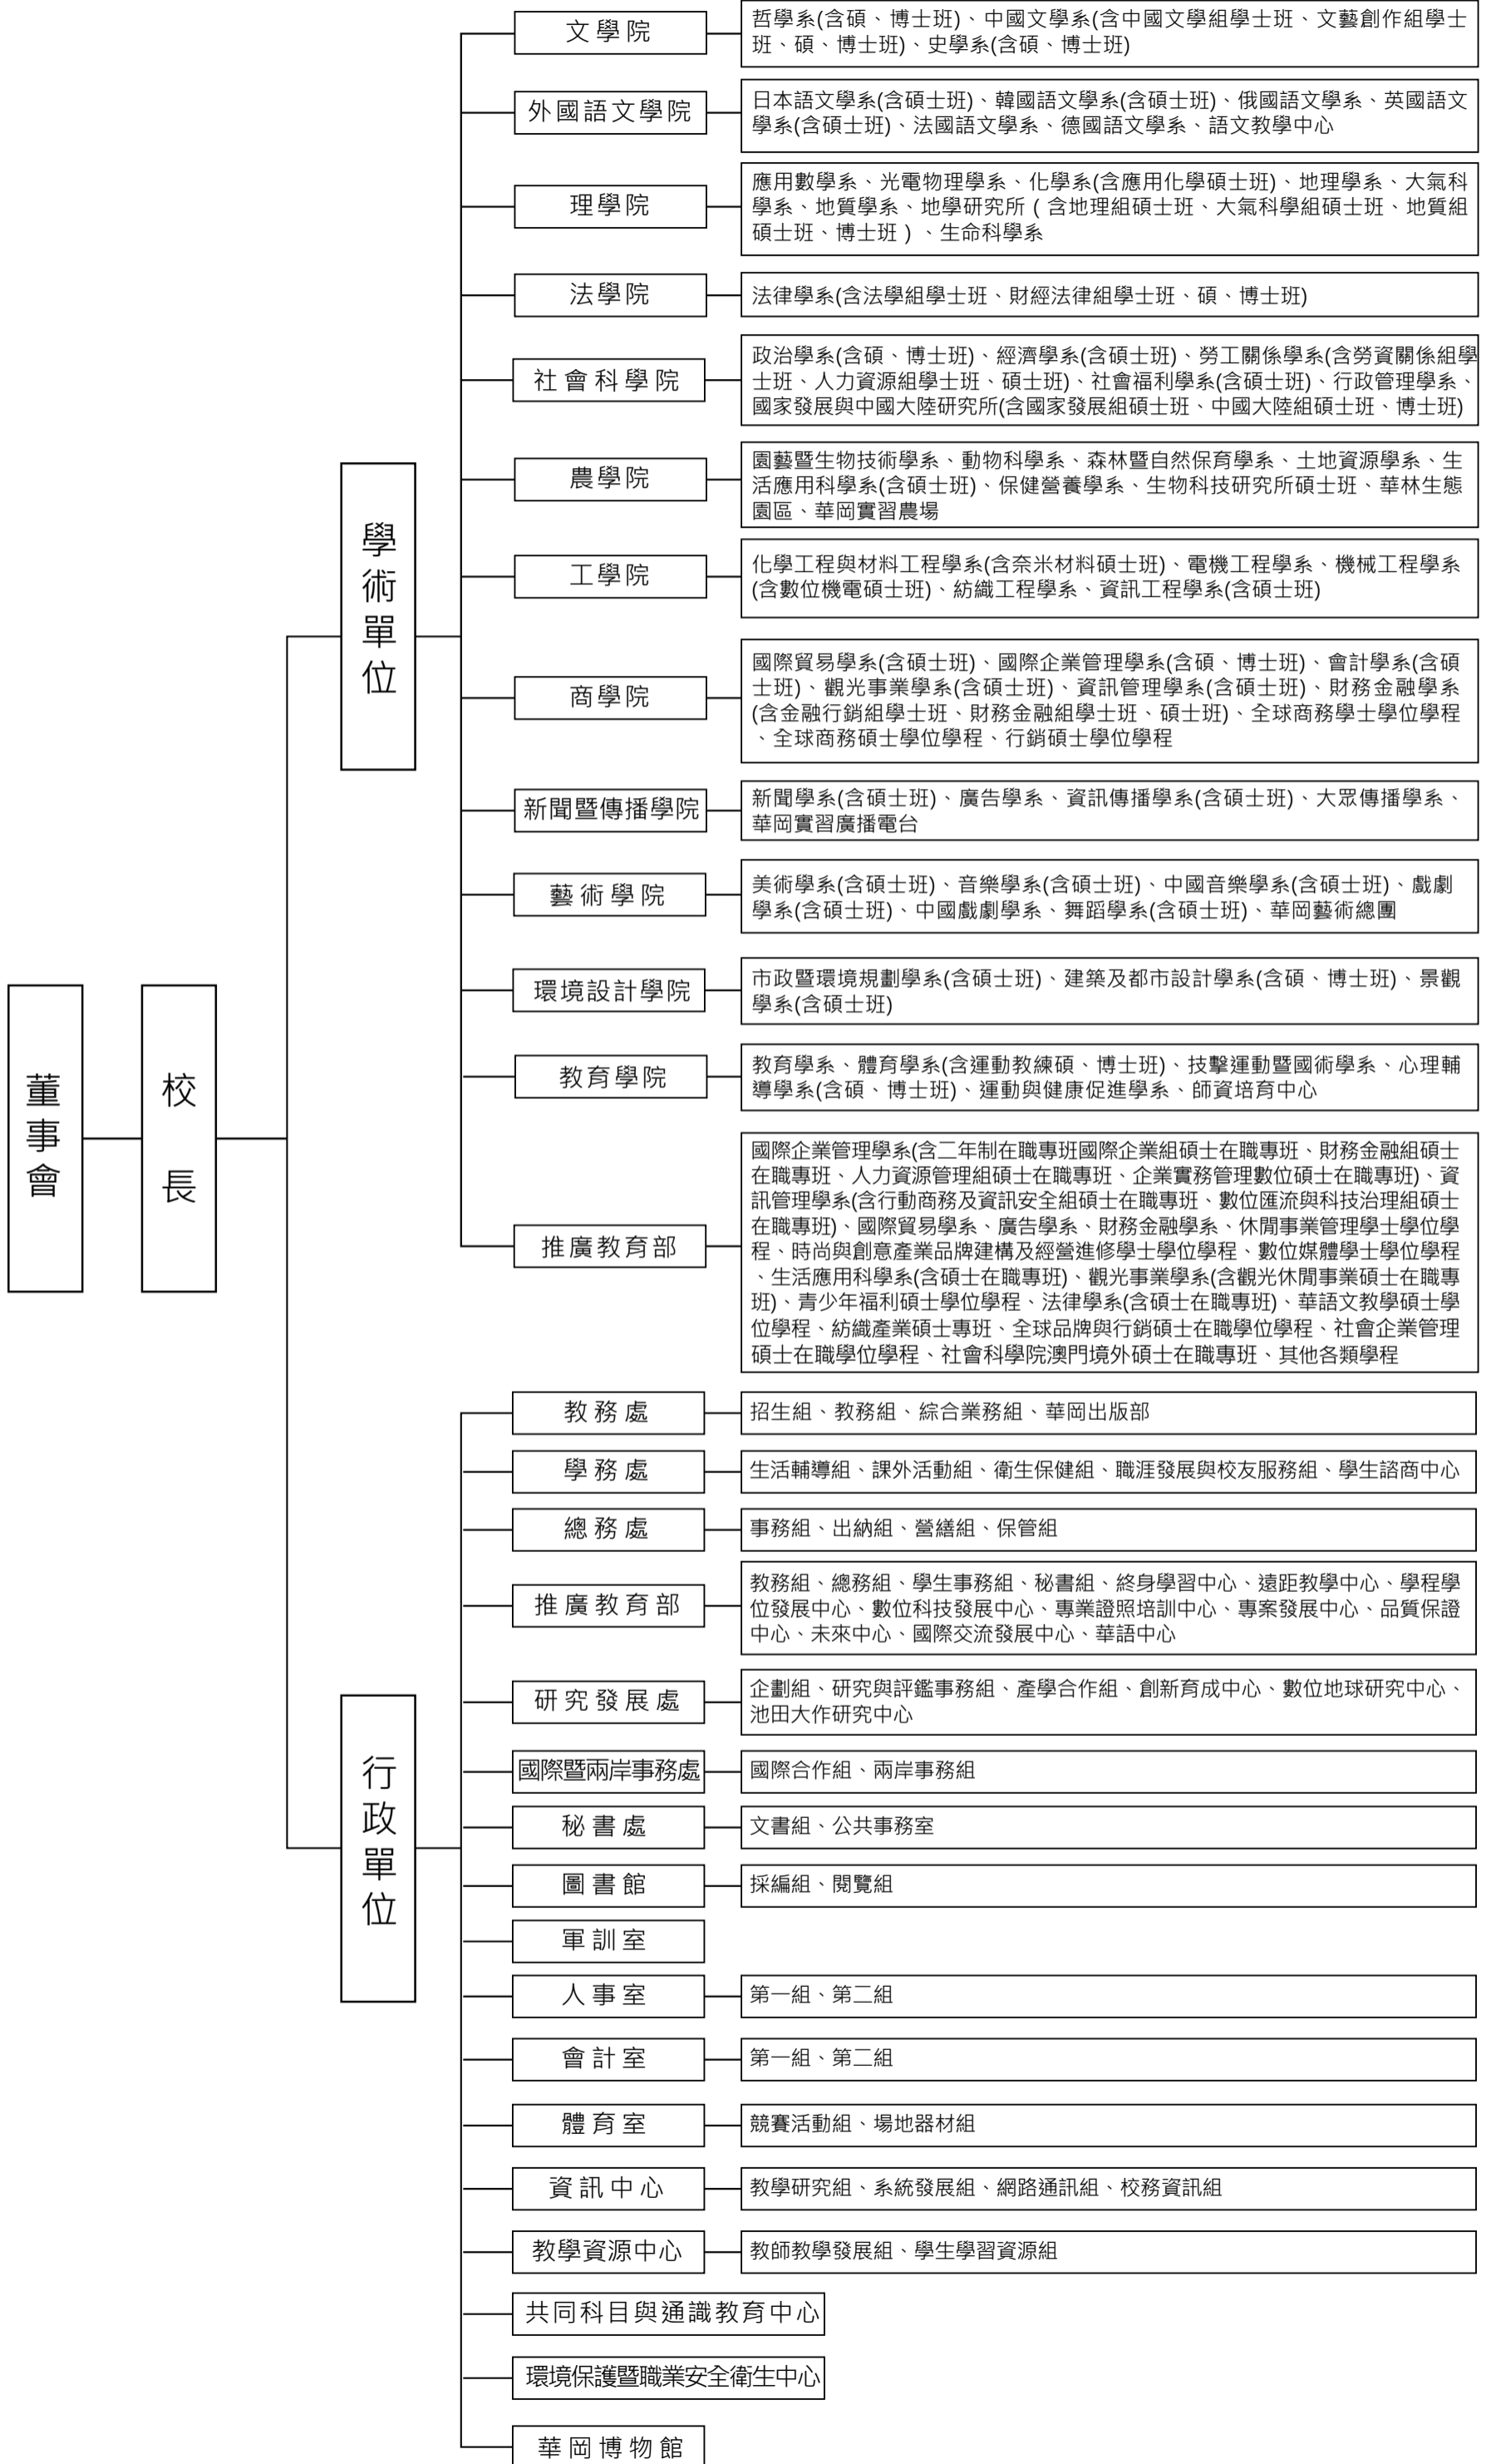 董事會
校長
學術單位
文學院
哲學系(含碩、博士班)、中國文學系(含中國文學組學士班、文藝創作組學士
班、碩、博士班)、史學系(含碩、博士班)
外國語文學院
日本語文學系(含碩士班)、韓國語文學系(含碩士班)、俄國語文學系、英國語文
學系(含碩士班)、法國語文學系、德國語文學系、語文教學中心
理學院
應用數學系、光電物理學系、化學系(含應用化學碩士班)、地理學系、大氣科
學系、地質學系、地學研究所（含地理組碩士班、大氣科學組碩士班、地質組
碩士班、博士班）、生命科學系
法學院
法律學系(含法學組學士班、財經法律組學士班、碩、博士班)
社會科學院
政治學系(含碩、博士班)、經濟學系(含碩士班)、勞工關係學系(含勞資關係組學
士班、人力資源組學士班、碩士班)、社會福利學系(含碩士班)、行政管理學系、
國家發展與中國大陸研究所(含國家發展組碩士班、中國大陸組碩士班、博士班)
農學院
園藝暨生物技術學系、動物科學系、森林暨自然保育學系、土地資源學系、生
活應用科學系(含碩士班)、保健營養學系、生物科技研究所碩士班、華林生態
園區、華岡實習農場
工學院
化學工程與材料工程學系(含奈米材料碩士班)、電機工程學系、機械工程學系
(含數位機電碩士班)、紡織工程學系、資訊工程學系(含碩士班)
商學院
國際貿易學系(含碩士班)、國際企業管理學系(含碩、博士班)、會計學系(含碩
士班)、觀光事業學系(含碩士班)、資訊管理學系(含碩士班)、財務金融學系
(含金融行銷組學士班、財務金融組學士班、碩士班)、全球商務學士學位學程
、全球商務碩士學位學程、行銷碩士學位學程
新聞暨傳播學院
新聞學系(含碩士班)、廣告學系、資訊傳播學系(含碩士班)、大眾傳播學系、
華岡實習廣播電台
藝術學院
美術學系(含碩士班)、音樂學系(含碩士班)、中國音樂學系(含碩士班)、戲劇
學系(含碩士班)、中國戲劇學系、舞蹈學系(含碩士班)、華岡藝術總團
環境設計學院
市政暨環境規劃學系(含碩士班)、建築及都市設計學系(含碩、博士班)、景觀
學系(含碩士班)
教育學院
教育學系、體育學系(含運動教練碩、博士班)、技擊運動暨國術學系、心理輔
導學系(含碩、博士班)、運動與健康促進學系、師資培育中心
推廣教育部
國際企業管理學系(含二年制在職專班國際企業組碩士在職專班、財務金融組碩士
在職專班、人力資源管理組碩士在職專班、企業實務管理數位碩士在職專班)、資
訊管理學系(含行動商務及資訊安全組碩士在職專班、數位匯流與科技治理組碩士
在職專班)、國際貿易學系、廣告學系、財務金融學系、休閒事業管理學士學位學
程、時尚與創意產業品牌建構及經營進修學士學位學程、數位媒體學士學位學程
、生活應用科學系(含碩士在職專班)、觀光事業學系(含觀光休閒事業碩士在職專
班)、青少年福利碩士學位學程、法律學系(含碩士在職專班)、華語文教學碩士學
位學程、紡織產業碩士專班、全球品牌與行銷碩士在職學位學程、社會企業管理
碩士在職學位學程、社會科學院澳門境外碩士在職專班、其他各類學程
行政單位
教務處
招生組、教務組、綜合業務組、華岡出版部
學務處
生活輔導組、課外活動組、衛生保健組、職涯發展與校友服務組、學生諮商中心
總務處
事務組、出納組、營繕組、保管組
推廣教育部
教務組、總務組、學生事務組、秘書組、終身學習中心、遠距教學中心、學程學
位發展中心、數位科技發展中心、專業證照培訓中心、專案發展中心、品質保證
中心、未來中心、國際交流發展中心、華語中心
研究發展處
企劃組、研究與評鑑事務組、產學合作組、創新育成中心、數位地球研究中心、
池田大作研究中心
國際暨兩岸事務處
國際合作組、兩岸事務組
秘書處
文書組、公共事務室
圖書館
採編組、閱覽組
軍訓室
人事室
第一組、第二組
會計室
第一組、第二組
體育室
競賽活動組、場地器材組
資訊中心
教學研究組、系統發展組、網路通訊組、校務資訊組
教學資源中心
教師教學發展組、學生學習資源組
共同科目與通識教育中心
環境保護暨職業安全衛生中心
華岡博物館